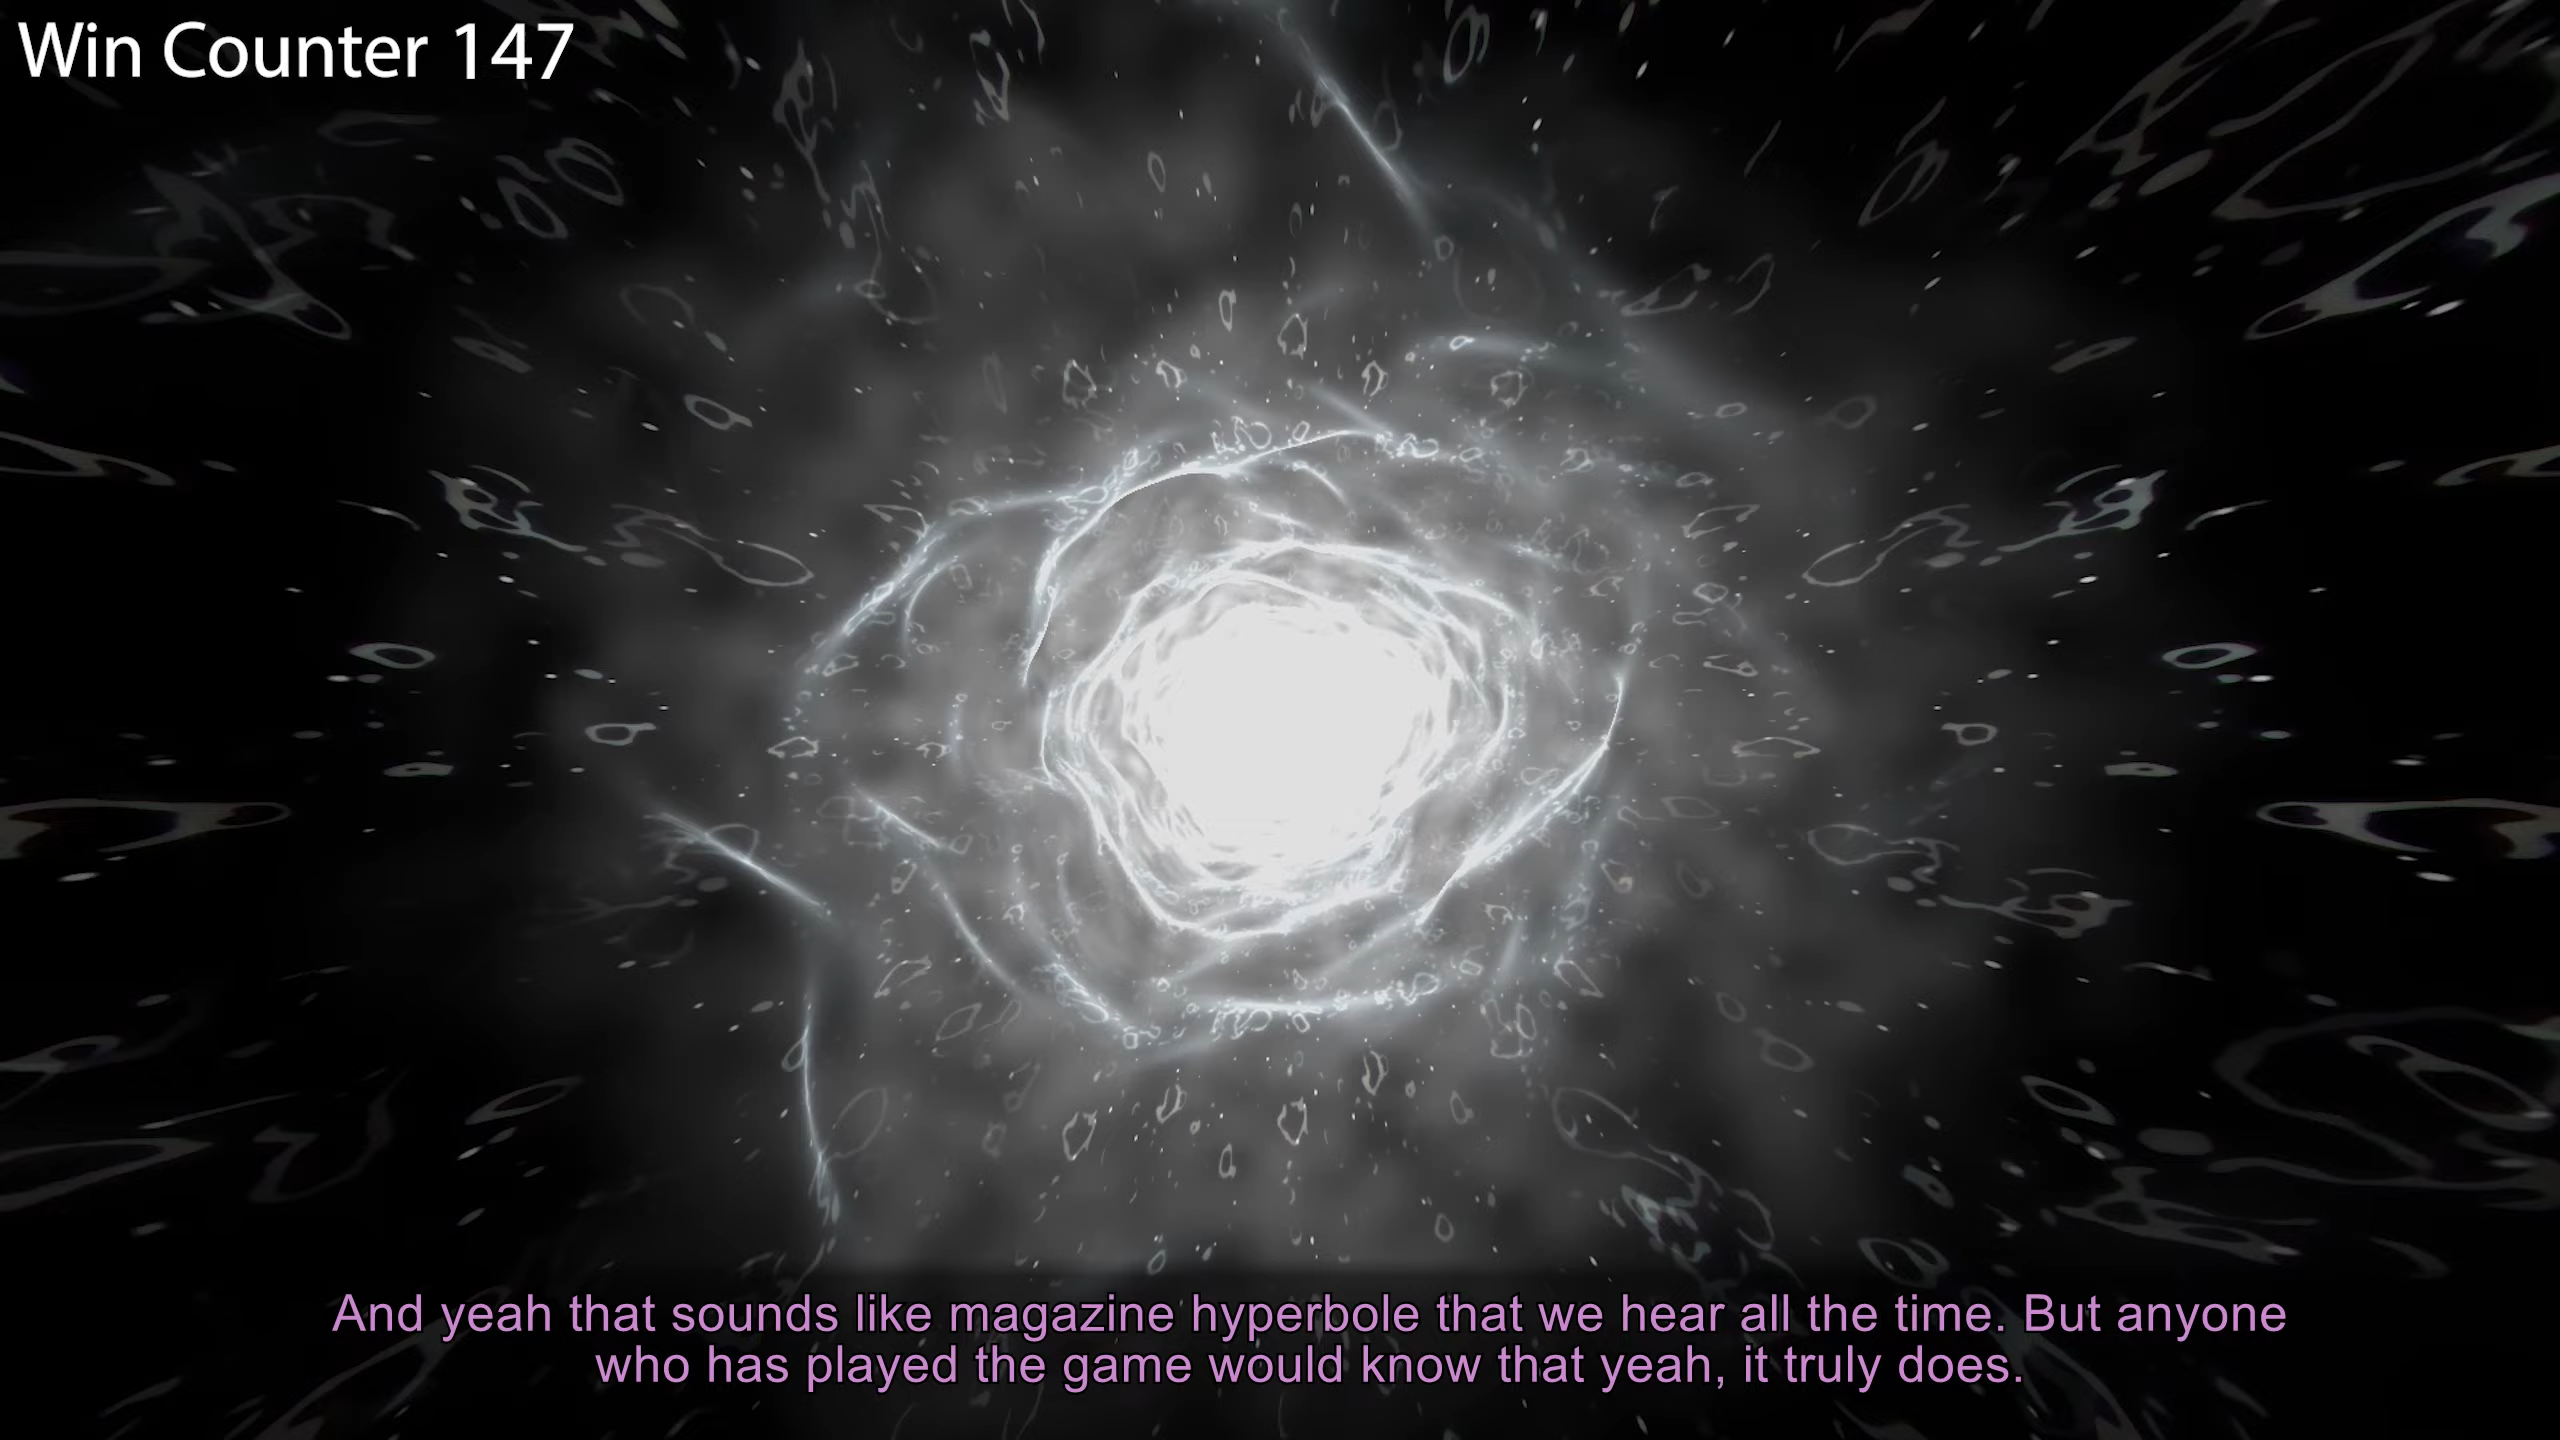 Win Counter 147
And yeah that sounds like magazine hyperbole that we hear all the time. But anyone
who has played the game would know that yeah, it truly does.